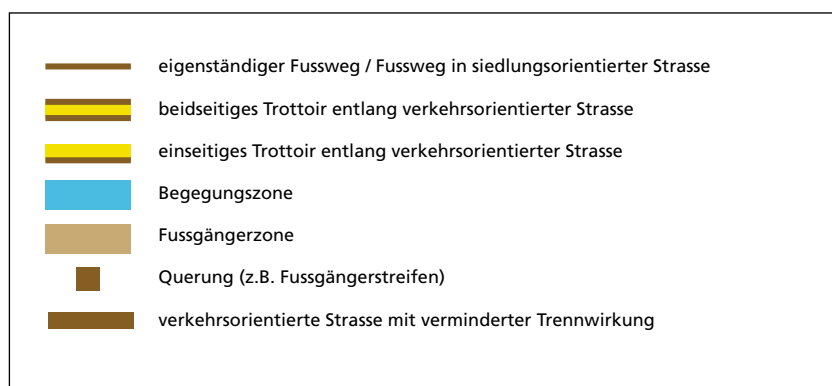 eigenständiger Fussweg / Fussweg in siedlungsorientierter Strasse
beidseitiges Trottoir entlang verkehrsorientierter Strasse
einseitiges Trottoir entlang verkehrsorientierter Strasse
Begegungszone
Fussgängerzone
Querung (z.B. Fussgängerstreifen)
verkehrsorientierte Strasse mit verminderter Trennwirkung